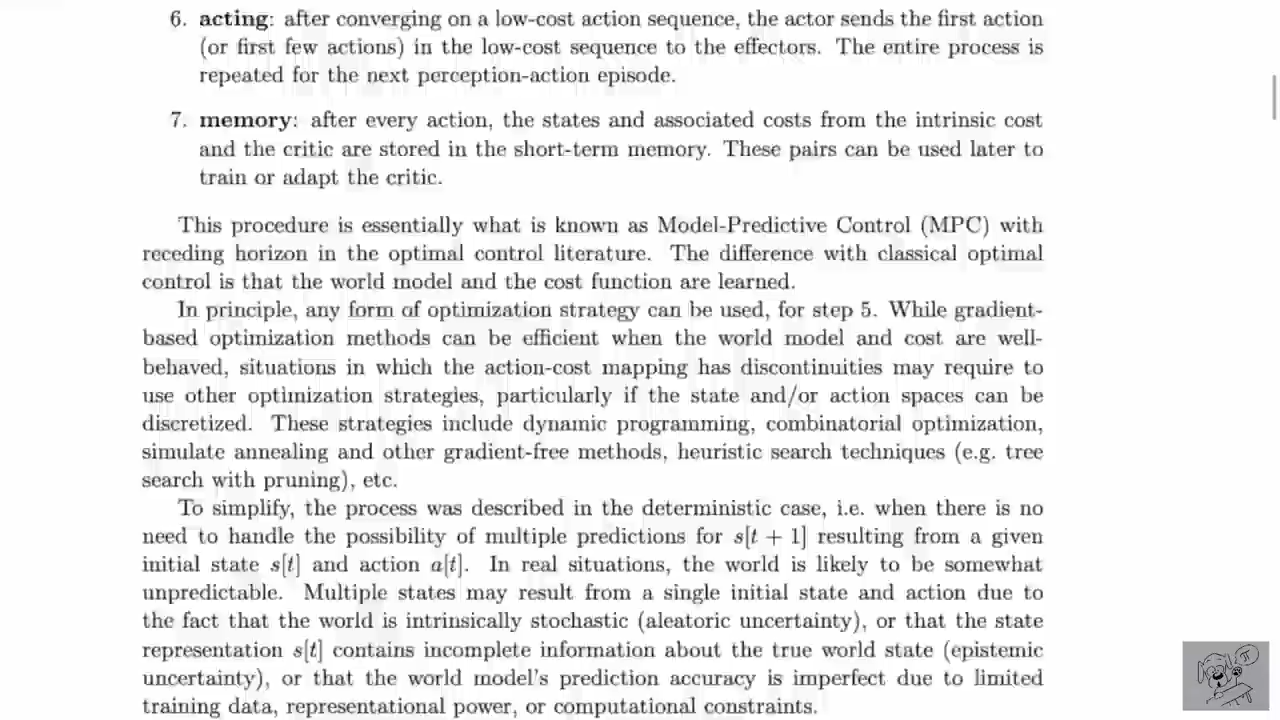 6. acting: after converging on a low-cost action sequence, the actor sends the first action
(or first few actions) in the low-cost sequence to the effectors. The entire process is
repeated for the next perception-action episode.
7. memory: after every action, the states and associated costs from the intrinsic cost
and the critic are stored in the short-term memory. These pairs can be used later to
train or adapt the critic.
This procedure is essentially what is known as Model-Predictive Control (MPC) with
receding horizon in the optimal control literature. The difference with classical optimal
control is that the world model and the cost function are learned.
In principle, any form of optimization strategy can be used, for step 5. While gradient-
based optimization methods can be efficient when the world model and cost are well-
behaved, situations in which the action-cost mapping has discontinuities may require to
use other optimization strategies, particularly if the state and/or action spaces can be
discretized. These strategies include dynamic programming, combinatorial optimization,
simulate annealing and other gradient-free methods, heuristic search techniques (e.g. tree
search with pruning), etc.
To simplify, the process was described in the deterministic case, i.e. when there is no
need to handle the possibility of multiple predictions for s[t + 1] resulting from a given
initial state s[t] and action a[t]. In real situations, the world is likely to be somewhat
unpredictable. Multiple states may result from a single initial state and action due to
the fact that the world is intrinsically stochastic (aleatoric uncertainty), or that the state
representation s[t] contains incomplete information about the true world state (epistemic
uncertainty), or that the world model's prediction accuracy is imperfect due to limited
training data, representational power, or computational constraints.
π